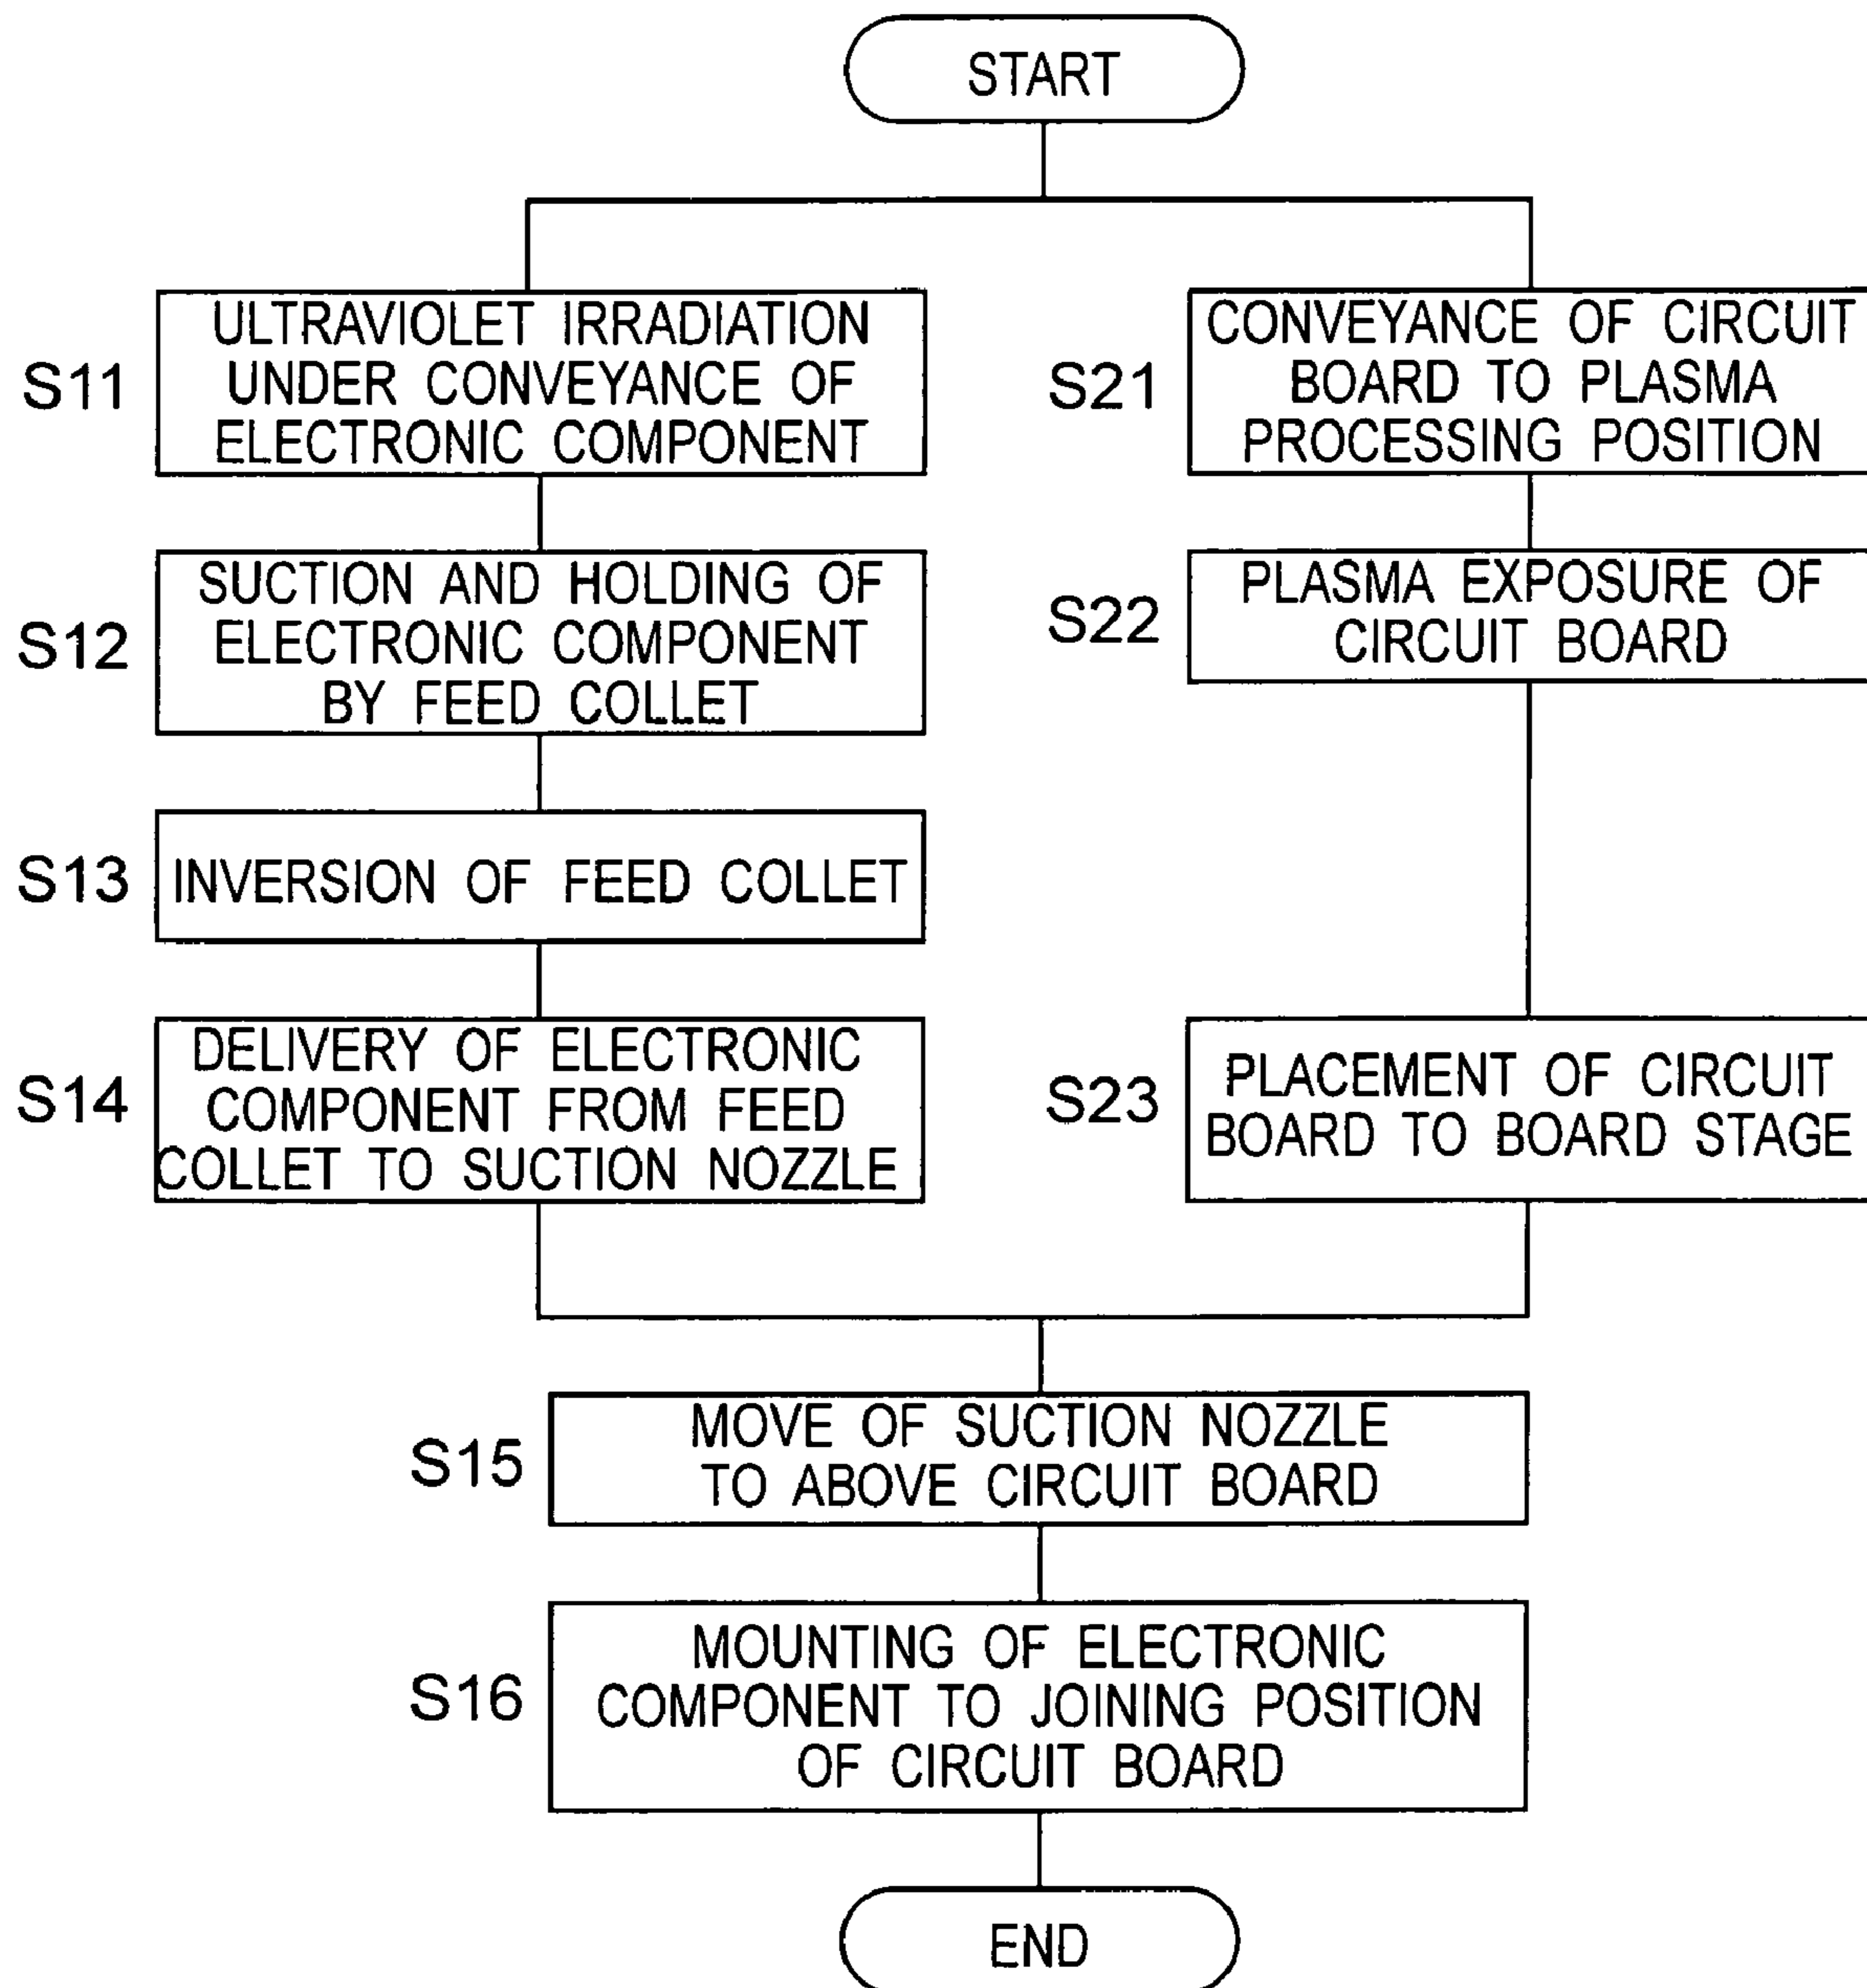 START
S11
ULTRAVIOLET IRRADIATION
UNDER CONVEYANCE OF
ELECTRONIC COMPONENT
S12
SUCTION AND HOLDING OF
ELECTRONIC COMPONENT
BY FEED COLLET
S13
INVERSION OF FEED COLLET
S14
DELIVERY OF ELECTRONIC
COMPONENT FROM FEED
COLLET TO SUCTION NOZZLE
S21
CONVEYANCE OF CIRCUIT
BOARD TO PLASMA
PROCESSING POSITION
S22
PLASMA EXPOSURE OF
CIRCUIT BOARD
S23
PLACEMENT OF CIRCUIT
BOARD TO BOARD STAGE
S15
MOVE OF SUCTION NOZZLE
TO ABOVE CIRCUIT BOARD
S16
MOUNTING OF ELECTRONIC
COMPONENT TO JOINING POSITION
OF CIRCUIT BOARD
END